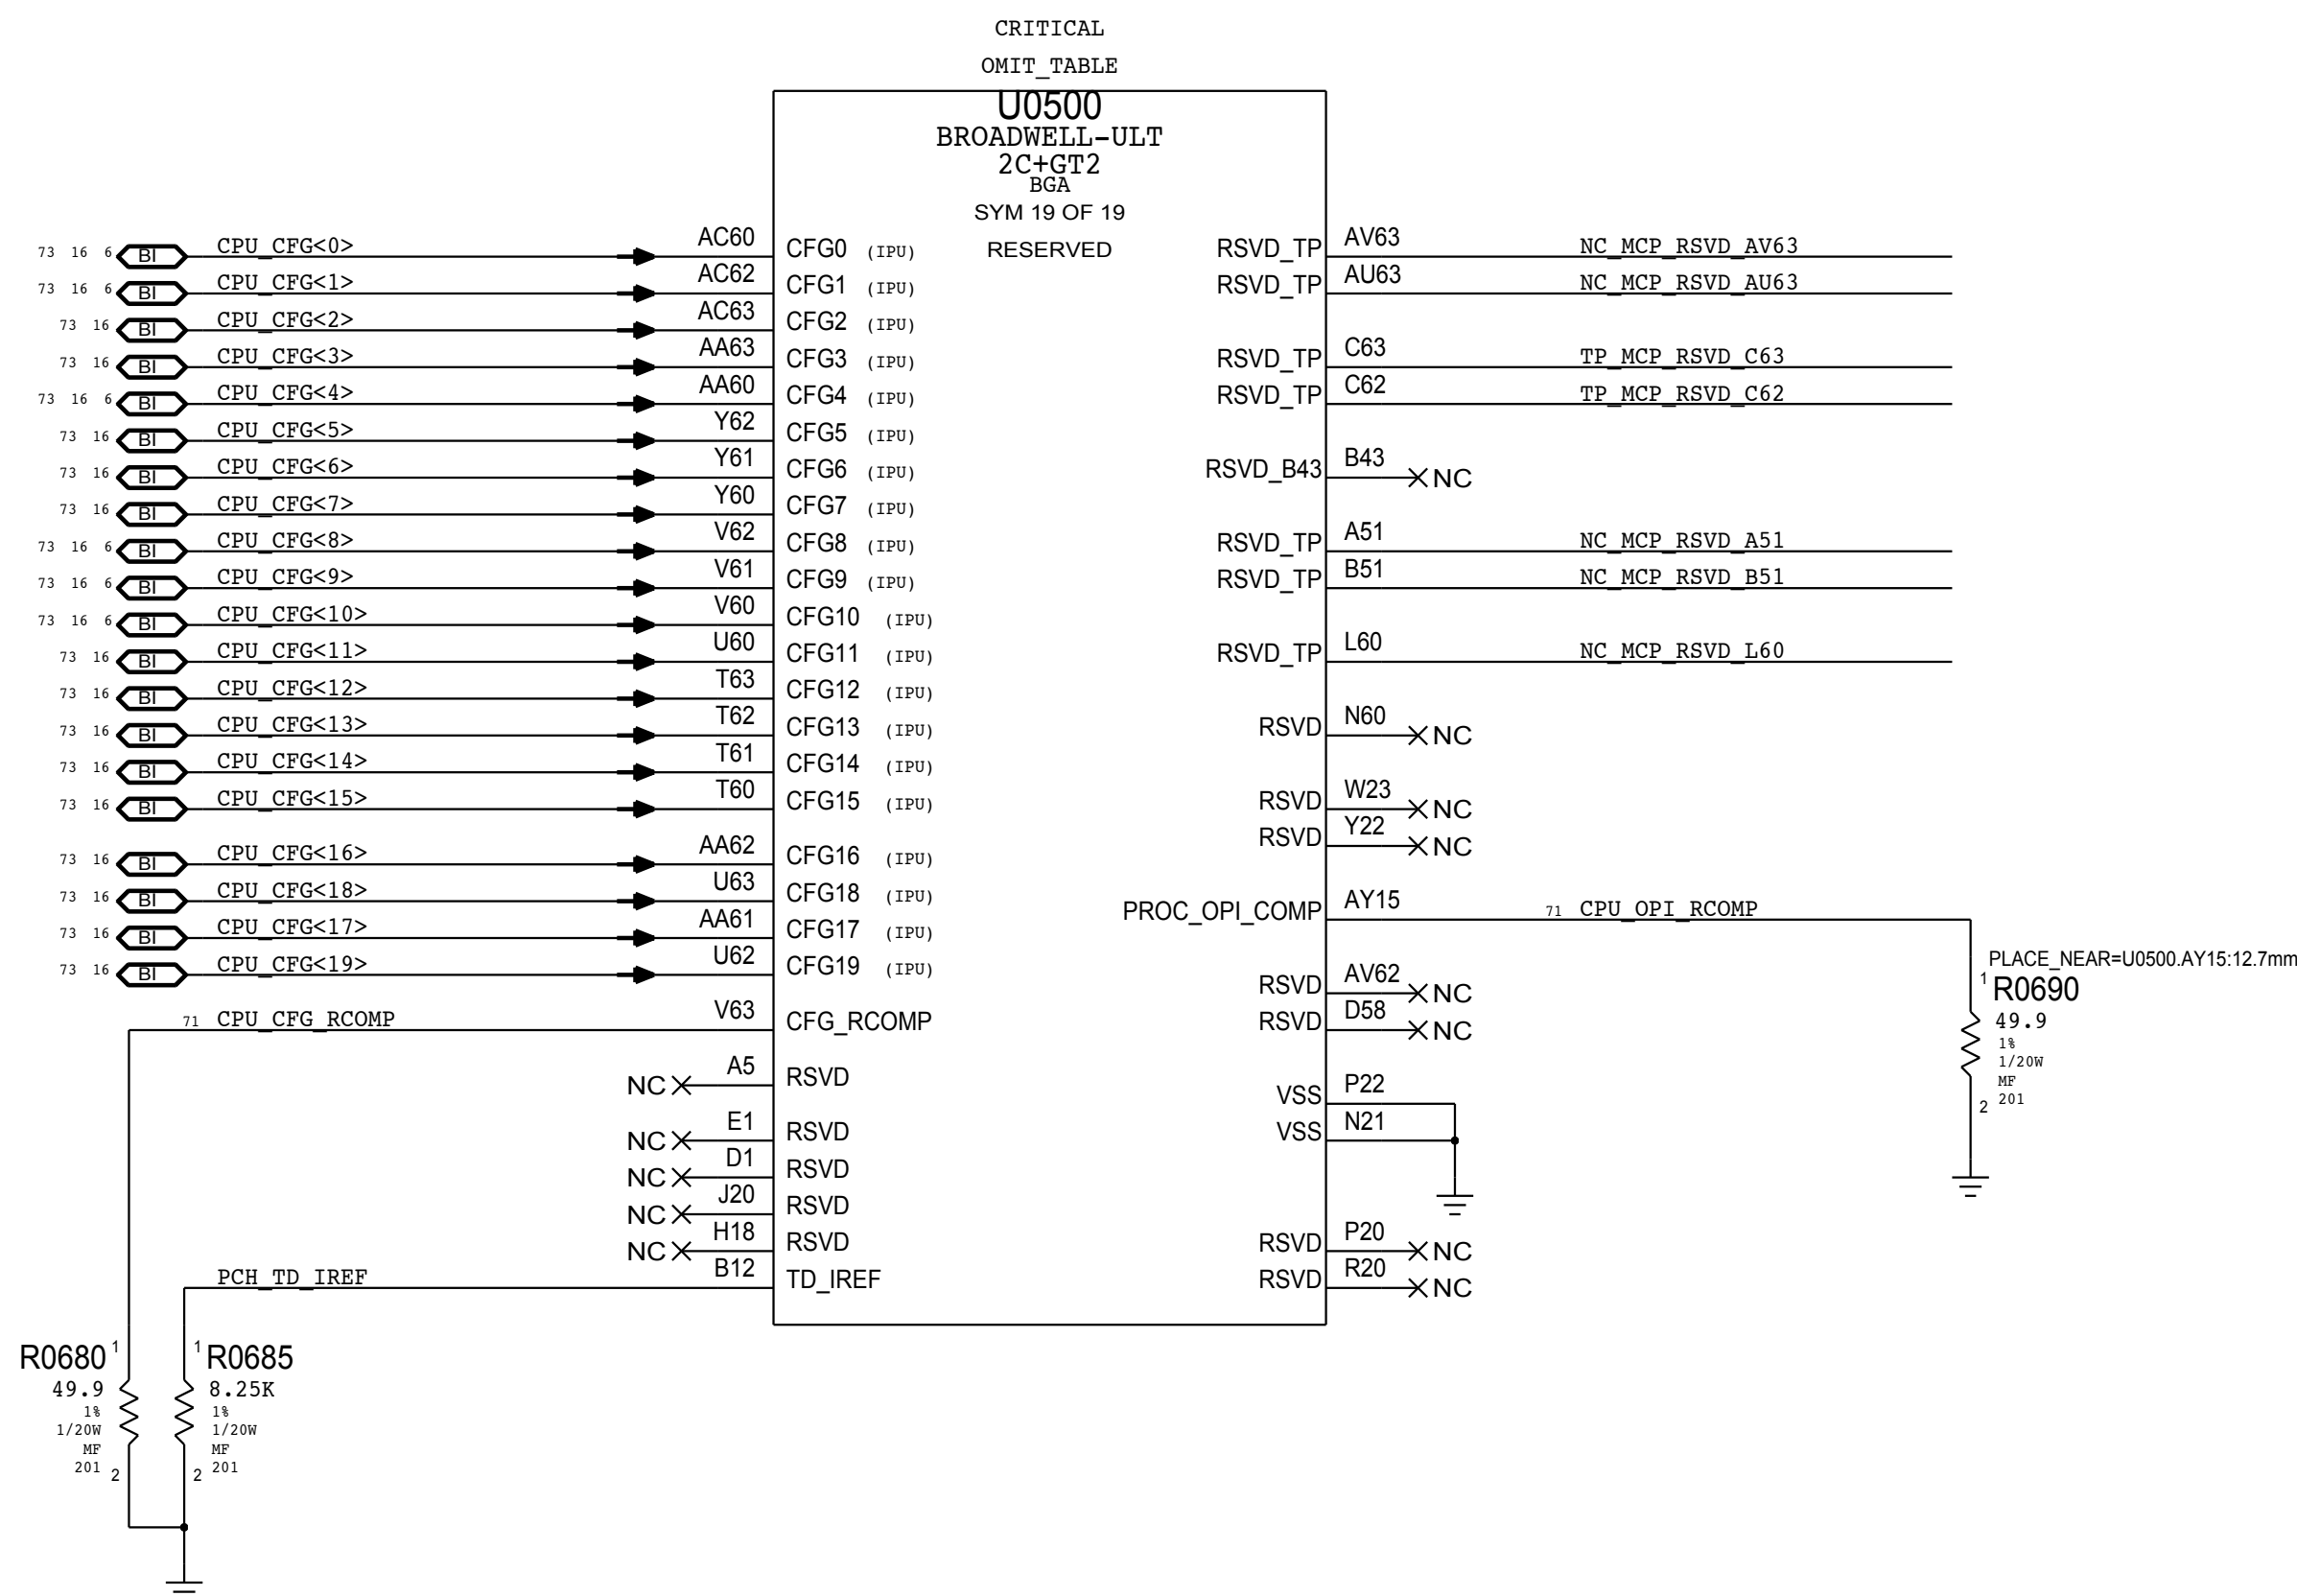 CRITICAL
OMIT_TABLE
U0500
BROADWELL-ULT
2C+GT2
BGA
SYM 19 OF 19
RESERVED
73 16 6 BI CPU_CFG<0> AC60 CFG0 (IPU)
73 16 6 BI CPU_CFG<1> AC62 CFG1 (IPU)
73 16 BI CPU_CFG<2> AC63 CFG2 (IPU)
73 16 BI CPU_CFG<3> AA63 CFG3 (IPU)
73 16 6 BI CPU_CFG<4> AA60 CFG4 (IPU)
73 16 BI CPU_CFG<5> Y62 CFG5 (IPU)
73 16 BI CPU_CFG<6> Y61 CFG6 (IPU)
73 16 BI CPU_CFG<7> Y60 CFG7 (IPU)
73 16 6 BI CPU_CFG<8> V62 CFG8 (IPU)
73 16 6 BI CPU_CFG<9> V61 CFG9 (IPU)
73 16 6 BI CPU_CFG<10> V60 CFG10 (IPU)
73 16 BI CPU_CFG<11> U60 CFG11 (IPU)
73 16 BI CPU_CFG<12> T63 CFG12 (IPU)
73 16 BI CPU_CFG<13> T62 CFG13 (IPU)
73 16 BI CPU_CFG<14> T61 CFG14 (IPU)
73 16 BI CPU_CFG<15> T60 CFG15 (IPU)
73 16 BI CPU_CFG<16> AA62 CFG16 (IPU)
73 16 BI CPU_CFG<18> U63 CFG18 (IPU)
73 16 BI CPU_CFG<17> AA61 CFG17 (IPU)
73 16 BI CPU_CFG<19> U62 CFG19 (IPU)
71 CPU_CFG_RCOMP V63 CFG_RCOMP
NC A5 RSVD
NC E1 RSVD
NC D1 RSVD
NC J20 RSVD
NC H18 RSVD
PCH_TD_IREF B12 TD_IREF
RSVD_TP AV63 NC_MCP_RSVD_AV63
RSVD_TP AU63 NC_MCP_RSVD_AU63
RSVD_TP C63 TP_MCP_RSVD_C63
RSVD_TP C62 TP_MCP_RSVD_C62
RSVD_B43 B43 NC
RSVD_TP A51 NC_MCP_RSVD_A51
RSVD_TP B51 NC_MCP_RSVD_B51
RSVD_TP L60 NC_MCP_RSVD_L60
RSVD N60 NC
RSVD W23 NC
RSVD Y22 NC
PROC_OPI_COMP AY15 71 CPU_OPI_RCOMP
RSVD AV62 NC
RSVD D58 NC
VSS P22
VSS N21
RSVD P20 NC
RSVD R20 NC
PLACE_NEAR=U0500.AY15:12.7mm
1 R0690
49.9
1%
1/20W
MF
201
2
R0680 1
49.9
1%
1/20W
MF
201
2
1 R0685
8.25K
1%
1/20W
MF
201
2